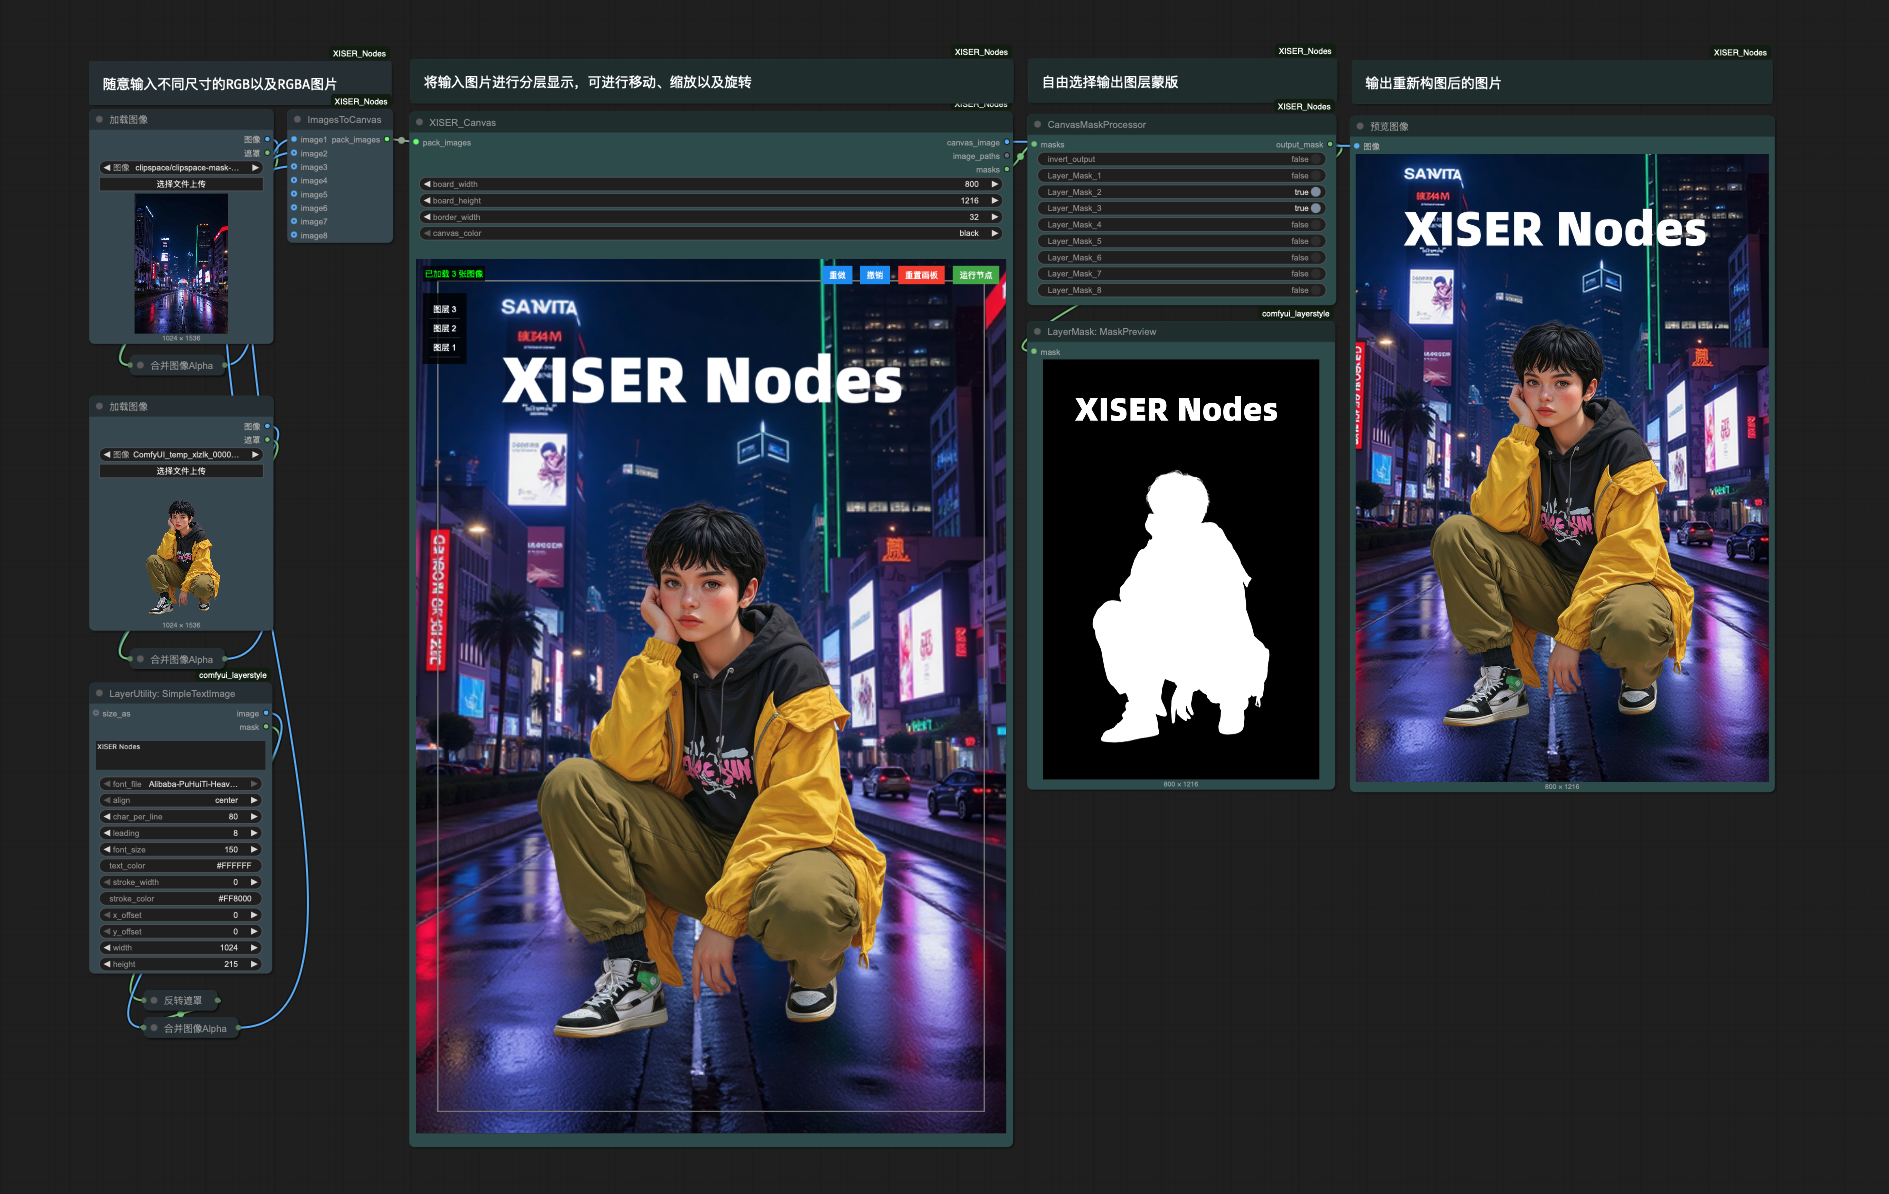 XISER_Nodes
随意输入不同尺寸的RGB以及RGBA图片
XISER_Nodes
将输入图片进行分层显示，可进行移动、缩放以及旋转
XISER_Nodes
自由选择输出图层蒙版
XISER_Nodes
输出重新构图后的图片
加载图像
图像
遮罩
图像 clipspace/clipspace-mask-...
选择文件上传
1024 × 1536
合并图像Alpha
XISER_Nodes
ImagesToCanvas
image1 pack_images
image2
image3
image4
image5
image6
image7
image8
加载图像
图像
遮罩
图像 ComfyUI_temp_xlzlk_0000...
选择文件上传
1024 × 1536
合并图像Alpha
comfyui_layerstyle
LayerUtility: SimpleTextImage
size_as image
mask
XISER Nodes
font_file Alibaba-PuHuiTi-Heav...
align center
char_per_line 80
leading 8
font_size 150
text_color #FFFFFF
stroke_width 0
stroke_color #FF8000
x_offset 0
y_offset 0
width 1024
height 215
反转遮罩
合并图像Alpha
XISER_Nodes
XISER_Canvas
pack_images canvas_image
image_paths
masks
board_width 800
board_height 1216
border_width 32
canvas_color black
已加载 3 张图像
重做 撤销 重置画板 运行节点
图层 3
图层 2
图层 1
SANVITA
XISER Nodes
XISER_Nodes
CanvasMaskProcessor
masks output_mask
invert_output false
Layer_Mask_1 false
Layer_Mask_2 true
Layer_Mask_3 true
Layer_Mask_4 false
Layer_Mask_5 false
Layer_Mask_6 false
Layer_Mask_7 false
Layer_Mask_8 false
comfyui_layerstyle
LayerMask: MaskPreview
mask
XISER Nodes
800 × 1216
预览图像
图像
SANVITA
XISER Nodes
800 × 1216